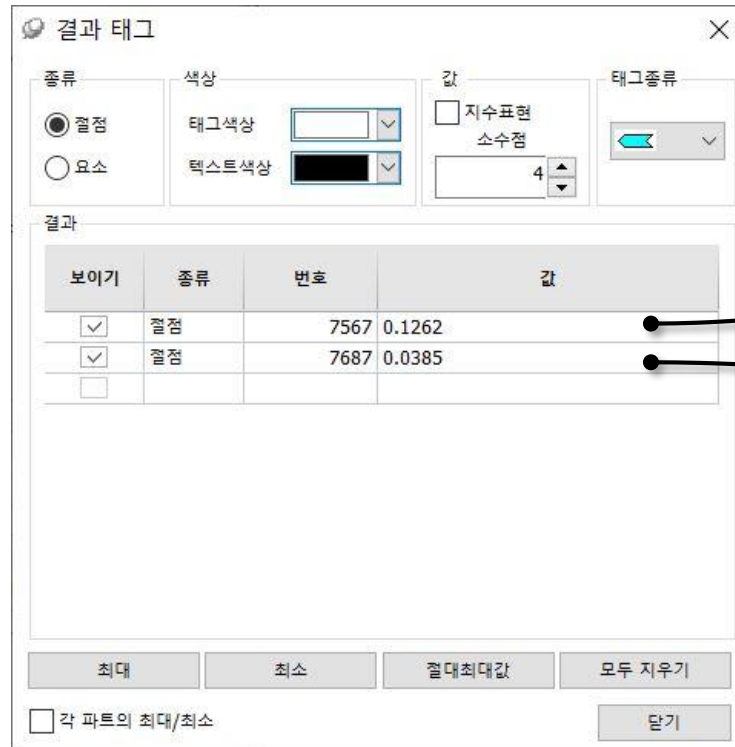 결과 태그
종류
색상
값
태그종류
절점
태그색상
지수표현
소수점
요소
텍스트색상
4
결과
보이기 종류 번호 값
절점 7567 0.1262
절점 7687 0.0385
최대 최소 절대최대값 모두 지우기
각 파트의 최대/최소 닫기